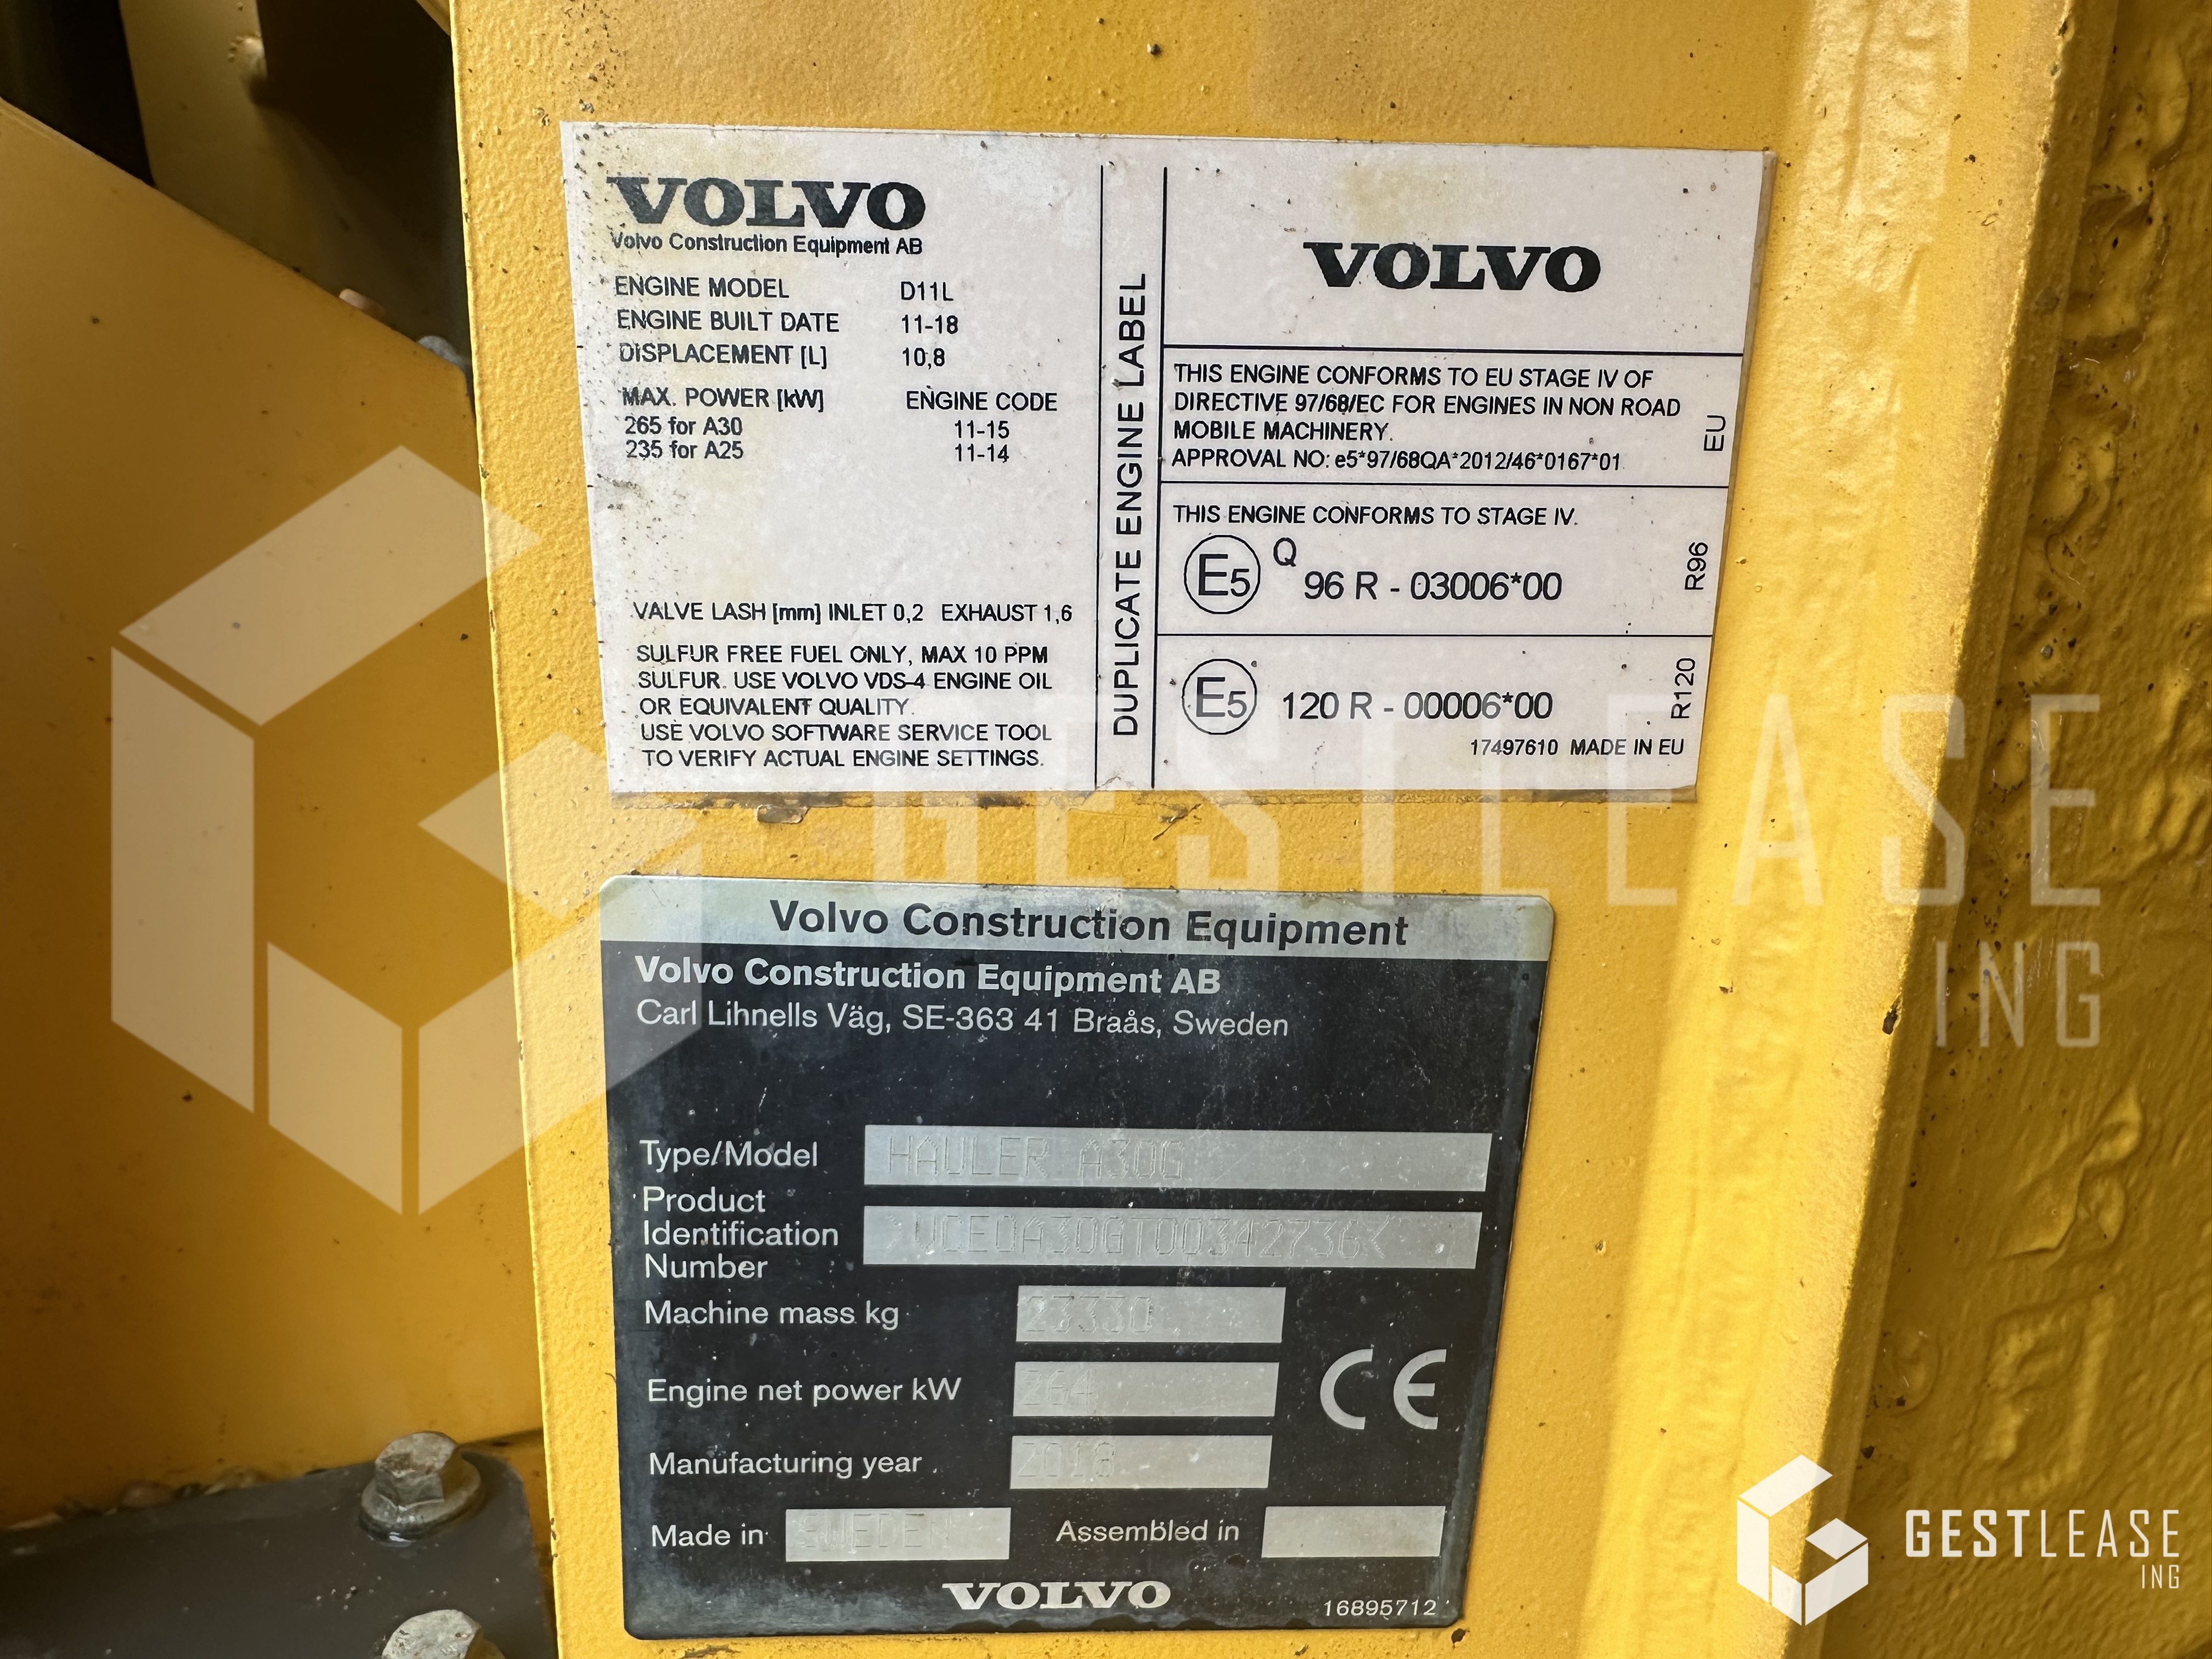 VOLVO
Volvo Construction Equipment AB
ENGINE MODEL D11L
ENGINE BUILT DATE 11-18
DISPLACEMENT [L] 10,8
MAX. POWER [kW] ENGINE CODE
265 for A30 11-15
235 for A25 11-14
VALVE LASH [mm] INLET 0,2 EXHAUST 1,6
SULFUR FREE FUEL ONLY, MAX 10 PPM
SULFUR. USE VOLVO VDS-4 ENGINE OIL
OR EQUIVALENT QUALITY.
USE VOLVO SOFTWARE SERVICE TOOL
TO VERIFY ACTUAL ENGINE SETTINGS.
DUPLICATE ENGINE LABEL
VOLVO
THIS ENGINE CONFORMS TO EU STAGE IV OF
DIRECTIVE 97/68/EC FOR ENGINES IN NON ROAD
MOBILE MACHINERY.
APPROVAL NO: e5*97/68QA*2012/46*0167*01
EU
THIS ENGINE CONFORMS TO STAGE IV.
E5 Q 96 R - 03006*00
R96
E5 120 R - 00006*00
R120
17497610 MADE IN EU
GESTLEASE
ING
Volvo Construction Equipment
Volvo Construction Equipment AB
Carl Lihnells Väg, SE-363 41 Braås, Sweden
Type/Model HAULER A30G
Product
Identification
Number >VCE0A30GT00342736<
Machine mass kg 23330
Engine net power kW 264
CE
Manufacturing year 2018
Made in SWEDEN Assembled in
VOLVO
16895712
GESTLEASE
ING